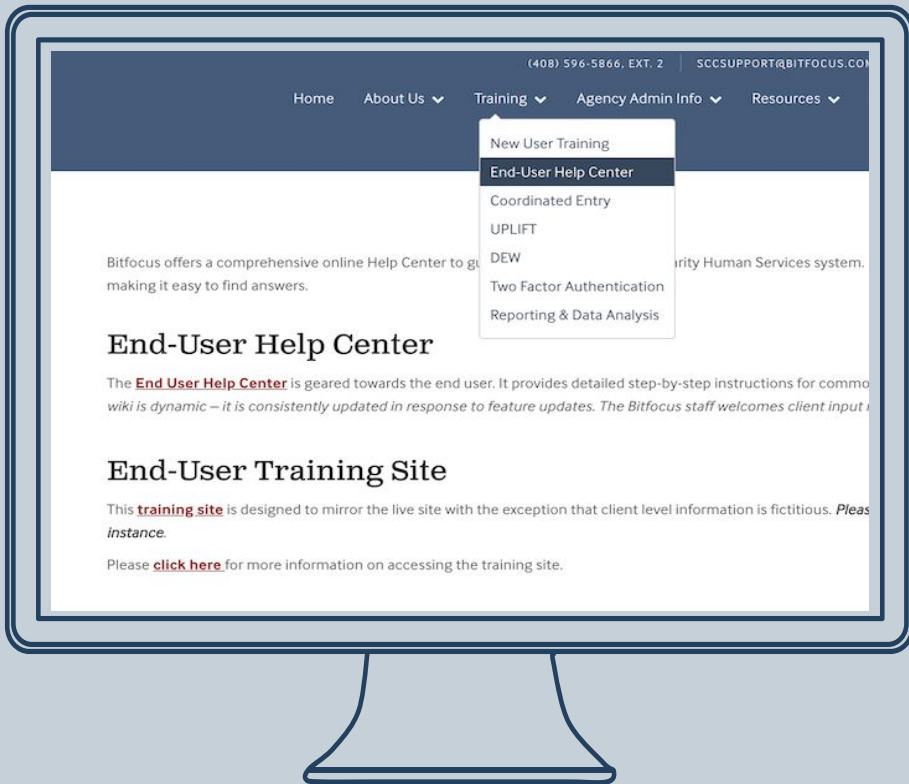 (408) 596-5866, EXT. 2 SCCSUPPORT@BITFOCUS.COM
Home About Us Training Agency Admin Info Resources
New User Training
End-User Help Center
Coordinated Entry
UPLIFT
DEW
Two Factor Authentication
Reporting & Data Analysis
Bitfocus offers a comprehensive online Help Center to Human Services system.
making it easy to find answers.
End-User Help Center
The End User Help Center is geared towards the end user. It provides detailed step-by-step instructions for
wiki is dynamic – it is consistently updated in response to feature updates. The Bitfocus staff welcomes client input
End-User Training Site
This training site is designed to mirror the live site with the exception that client level information is fictitious.
instance.
Please click here for more information on accessing the training site.